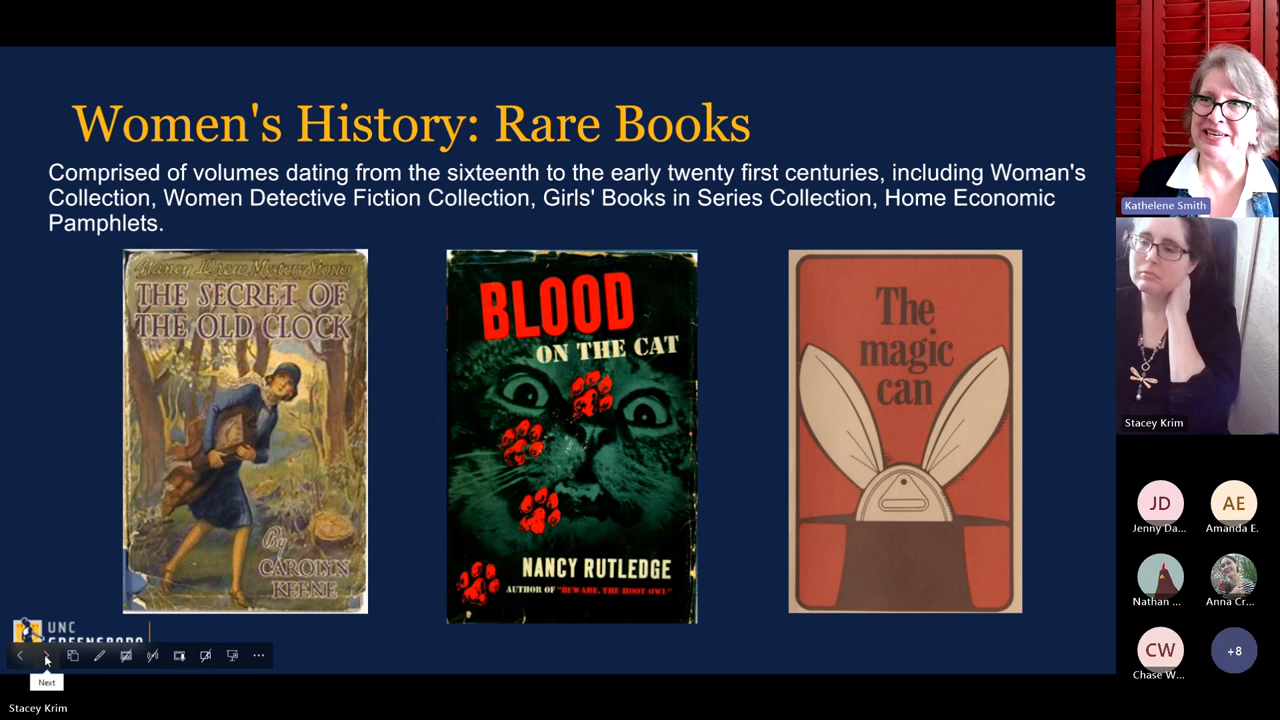 Women's History: Rare Books
Comprised of volumes dating from the sixteenth to the early twenty first centuries, including Woman's
Collection, Women Detective Fiction Collection, Girls' Books in Series Collection, Home Economic
Pamphlets.
Nancy Drew Mystery Stories
THE SECRET OF
THE OLD CLOCK
By
CAROLYN
KEENE
BLOOD
ON THE CAT
NANCY RUTLEDGE
AUTHOR OF "BEWARE, THE HOOT OWL"
The
magic
can
UNC
GREENSBORO
Next
Stacey Krim
Kathelene Smith
Stacey Krim
JD
Jenny Da...
AE
Amanda E.
Nathan ...
Anna Cr...
CW
Chase W...
+8